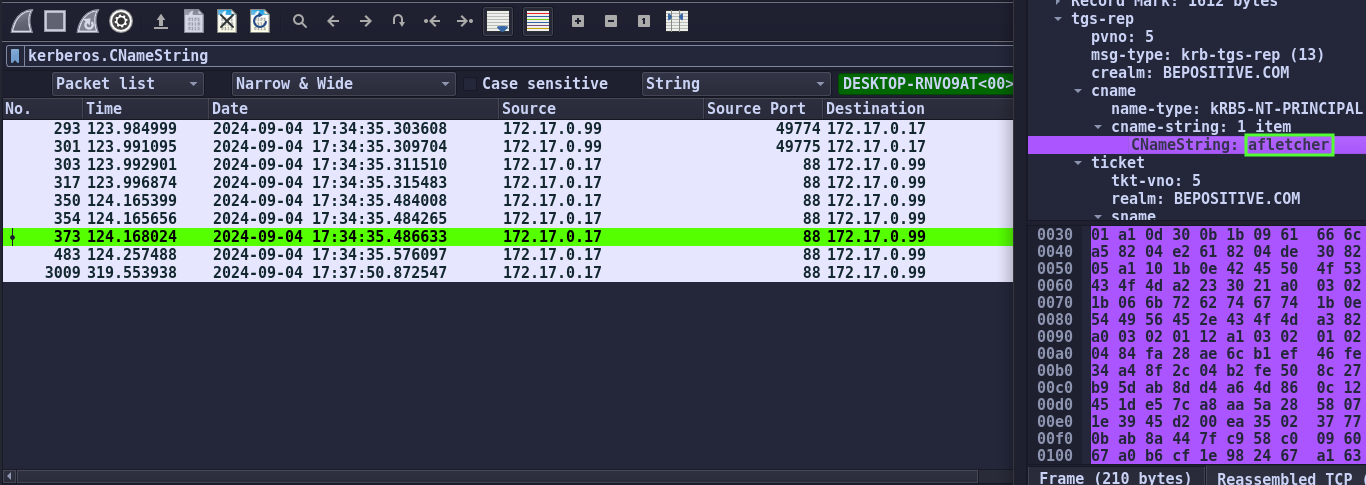 kerberos.CNameString
Packet list Narrow & Wide Case sensitive String DESKTOP-RNVO9AT<00>
No. Time Date Source Source Port Destination
293 123.984999 2024-09-04 17:34:35.303608 172.17.0.99 49774 172.17.0.17
301 123.991095 2024-09-04 17:34:35.309704 172.17.0.99 49775 172.17.0.17
303 123.992901 2024-09-04 17:34:35.311510 172.17.0.17 88 172.17.0.99
317 123.996874 2024-09-04 17:34:35.315483 172.17.0.17 88 172.17.0.99
350 124.165399 2024-09-04 17:34:35.484008 172.17.0.17 88 172.17.0.99
354 124.165656 2024-09-04 17:34:35.484265 172.17.0.17 88 172.17.0.99
373 124.168024 2024-09-04 17:34:35.486633 172.17.0.17 88 172.17.0.99
483 124.257488 2024-09-04 17:34:35.576097 172.17.0.17 88 172.17.0.99
3009 319.553938 2024-09-04 17:37:50.872547 172.17.0.17 88 172.17.0.99
Record Mark: 1612 bytes
tgs-rep
pvno: 5
msg-type: krb-tgs-rep (13)
crealm: BEPOSITIVE.COM
cname
name-type: kRB5-NT-PRINCIPAL
cname-string: 1 item
CNameString: afletcher
ticket
tkt-vno: 5
realm: BEPOSITIVE.COM
sname
0030 01 a1 0d 30 0b 1b 09 61 66 6c
0040 a5 82 04 e2 61 82 04 de 30 82
0050 05 a1 10 1b 0e 42 45 50 4f 53
0060 43 4f 4d a2 23 30 21 a0 03 02
0070 1b 06 6b 72 62 74 67 74 1b 0e
0080 54 49 56 45 2e 43 4f 4d a3 82
0090 a0 03 02 01 12 a1 03 02 01 02
00a0 04 84 fa 28 ae 6c b1 ef 46 fe
00b0 34 a4 8f 2c 04 b2 fe 50 8c 27
00c0 b9 5d ab 8d d4 a6 4d 86 0c 12
00d0 45 1d e5 7c a8 aa 5a 28 58 07
00e0 1e 39 45 d2 00 ea 35 02 37 77
00f0 0b ab 8a 44 7f c9 58 c0 09 60
0100 67 a0 b6 cf 1e 98 24 67 a1 63
Frame (210 bytes) Reassembled TCP (